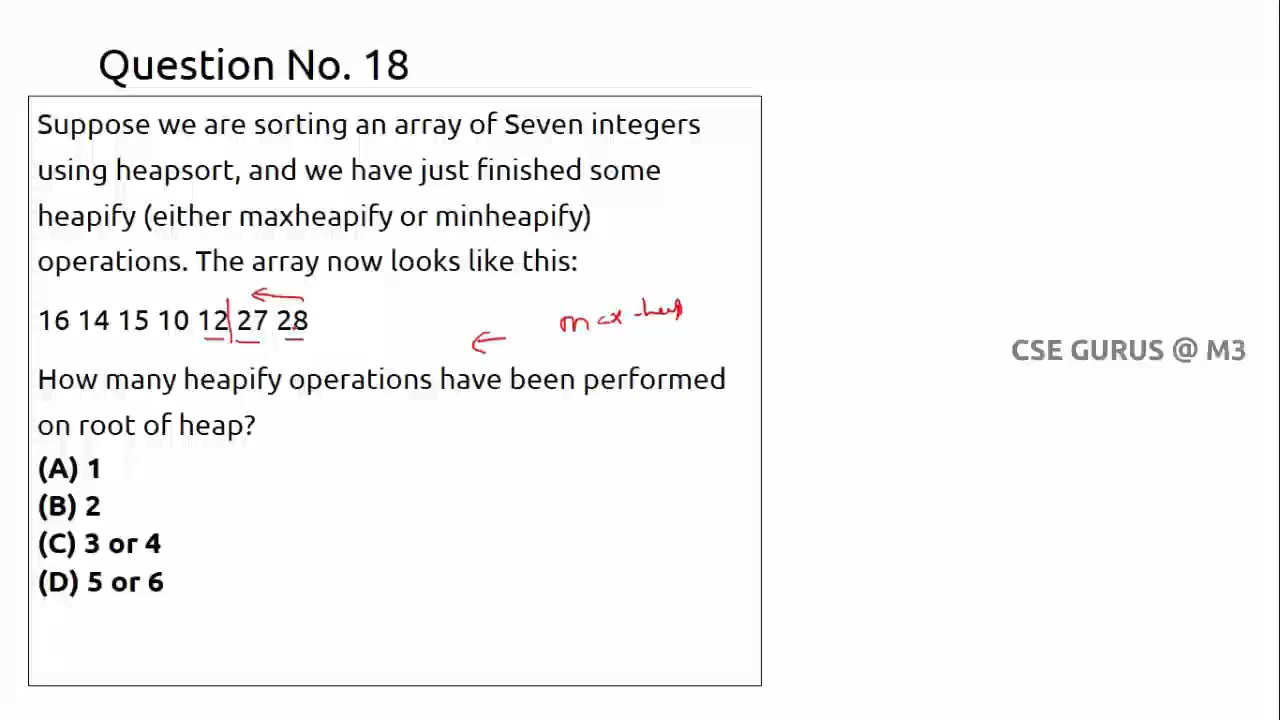 Question No. 18
Suppose we are sorting an array of Seven integers
using heapsort, and we have just finished some
heapify (either maxheapify or minheapify)
operations. The array now looks like this:
16 14 15 10 12 27 28
max-heap
CSE GURUS @ M3
How many heapify operations have been performed
on root of heap?
(A) 1
(B) 2
(C) 3 or 4
(D) 5 or 6